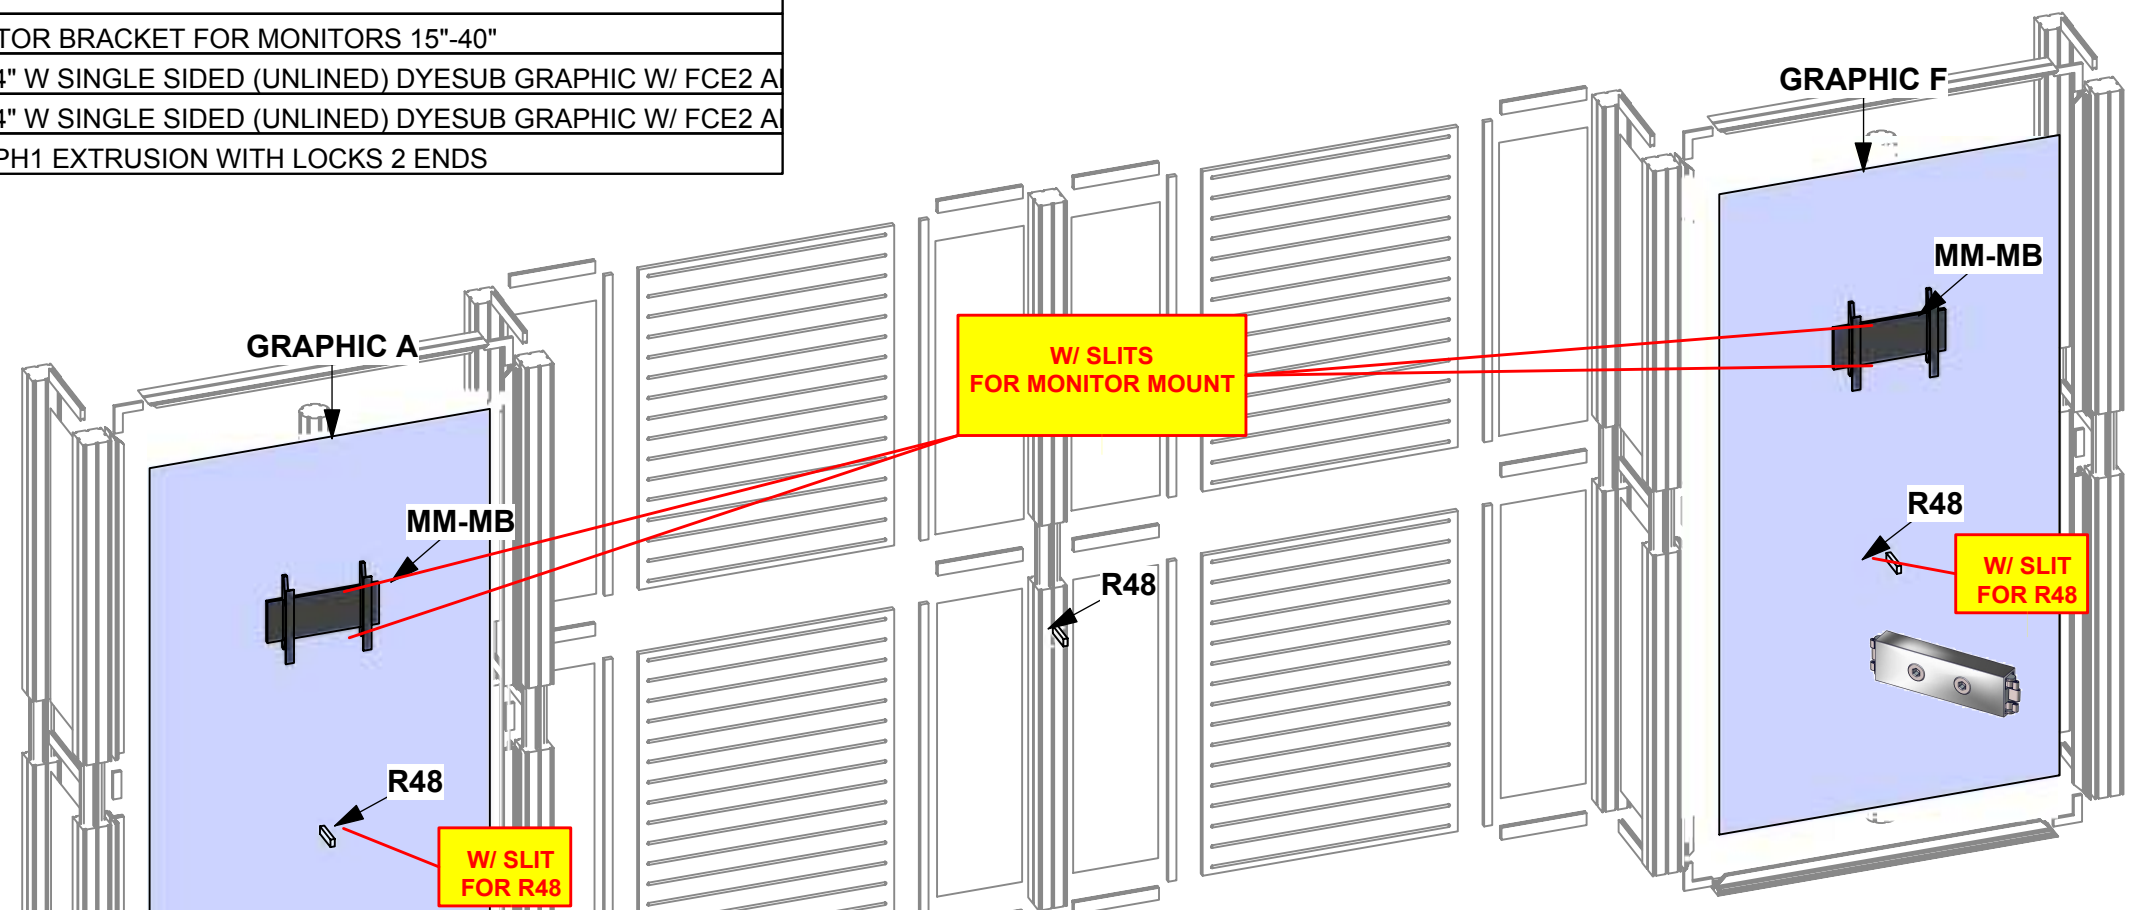 TOR BRACKET FOR MONITORS 15"-40"
4" W SINGLE SIDED (UNLINED) DYESUB GRAPHIC W/ FCE2 A
4" W SINGLE SIDED (UNLINED) DYESUB GRAPHIC W/ FCE2 A
PH1 EXTRUSION WITH LOCKS 2 ENDS
GRAPHIC F
MM-MB
GRAPHIC A
W/ SLITS
FOR MONITOR MOUNT
MM-MB
R48
W/ SLIT
FOR R48
R48
R48
W/ SLIT
FOR R48